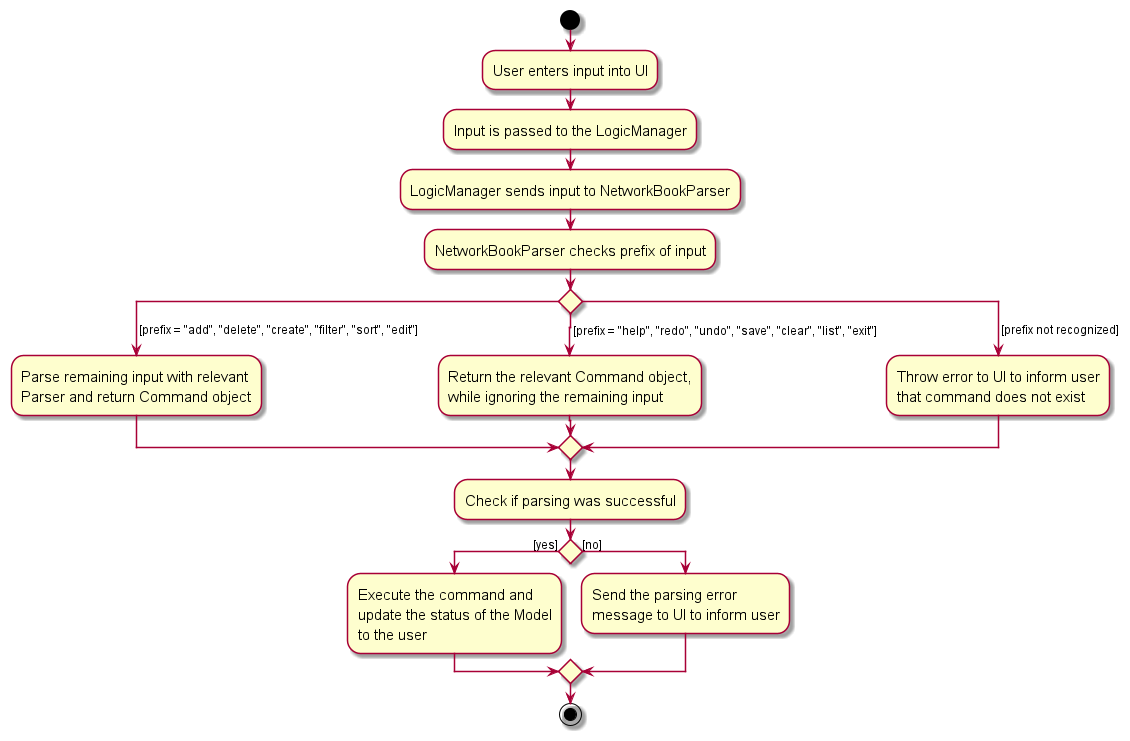 User enters input into UI
Input is passed to the LogicManager
LogicManager sends input to NetworkBookParser
NetworkBookParser checks prefix of input
[prefix = "add", "delete", "create", "filter", "sort", "edit"]
Parse remaining input with relevant
Parser and return Command object
[prefix = "help", "redo", "undo", "save", "clear", "list", "exit"]
Return the relevant Command object,
while ignoring the remaining input
[prefix not recognized]
Throw error to UI to inform user
that command does not exist
Check if parsing was successful
[yes]
Execute the command and
update the status of the Model
to the user
[no]
Send the parsing error
message to UI to inform user